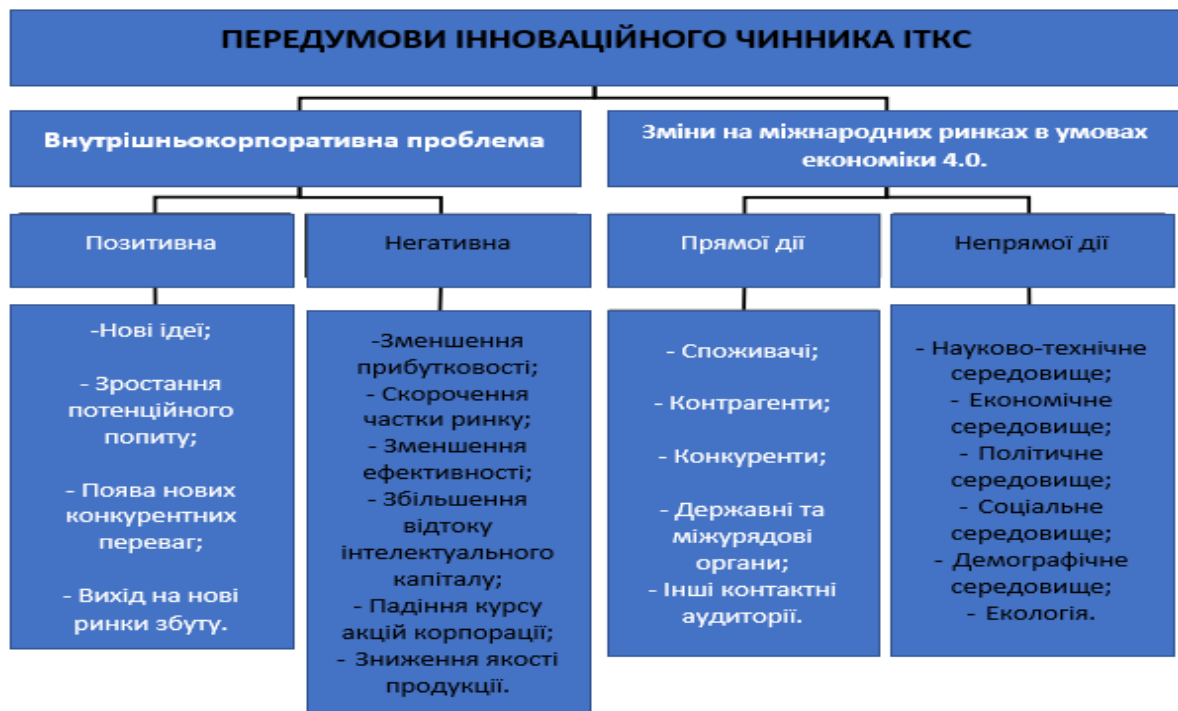 ПЕРЕДУМОВИ ІННОВАЦІЙНОГО ЧИННИКА ІТКС
Внутрішньокорпоративна проблема
Зміни на міжнародних ринках в умовах
економіки 4.0.
Позитивна
Негативна
Прямої дії
Непрямої дії
-Нові ідеї;
- Зростання
потенційного
попиту;
- Поява нових
конкурентних
переваг;
- Вихід на нові
ринки збуту.
-Зменшення
прибутковості;
- Скорочення
частки ринку;
- Зменшення
ефективності;
- Збільшення
відтоку
інтелектуального
капіталу;
- Падіння курсу
акцій корпорації;
- Зниження якості
продукції.
- Споживачі;
- Контрагенти;
- Конкуренти;
- Державні та
міжурядові
органи;
- Інші контактні
аудиторії.
- Науково-технічне
середовище;
- Економічне
середовище;
- Політичне
середовище;
- Соціальне
середовище;
- Демографічне
середовище;
- Екологія.